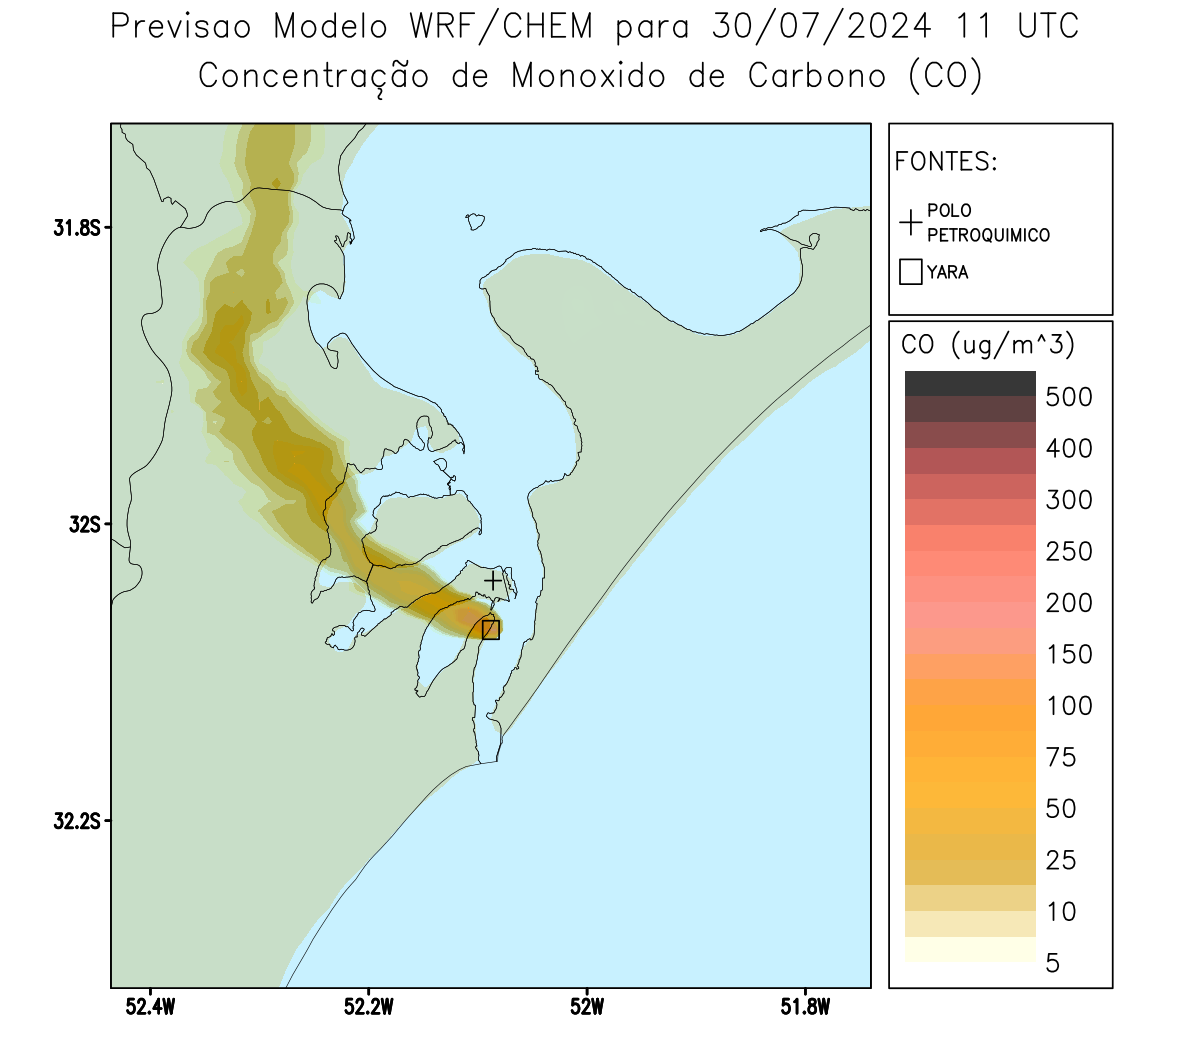 Previsao Modelo WRF/CHEM para 30/07/2024 11 UTC
Concentração de Monoxido de Carbono (CO)
FONTES:
POLO
PETROQUIMICO
YARA
CO (ug/m^3)
500
400
300
250
200
150
100
75
50
25
10
5
31.8S
32S
32.2S
52.4W 52.2W 52W 51.8W